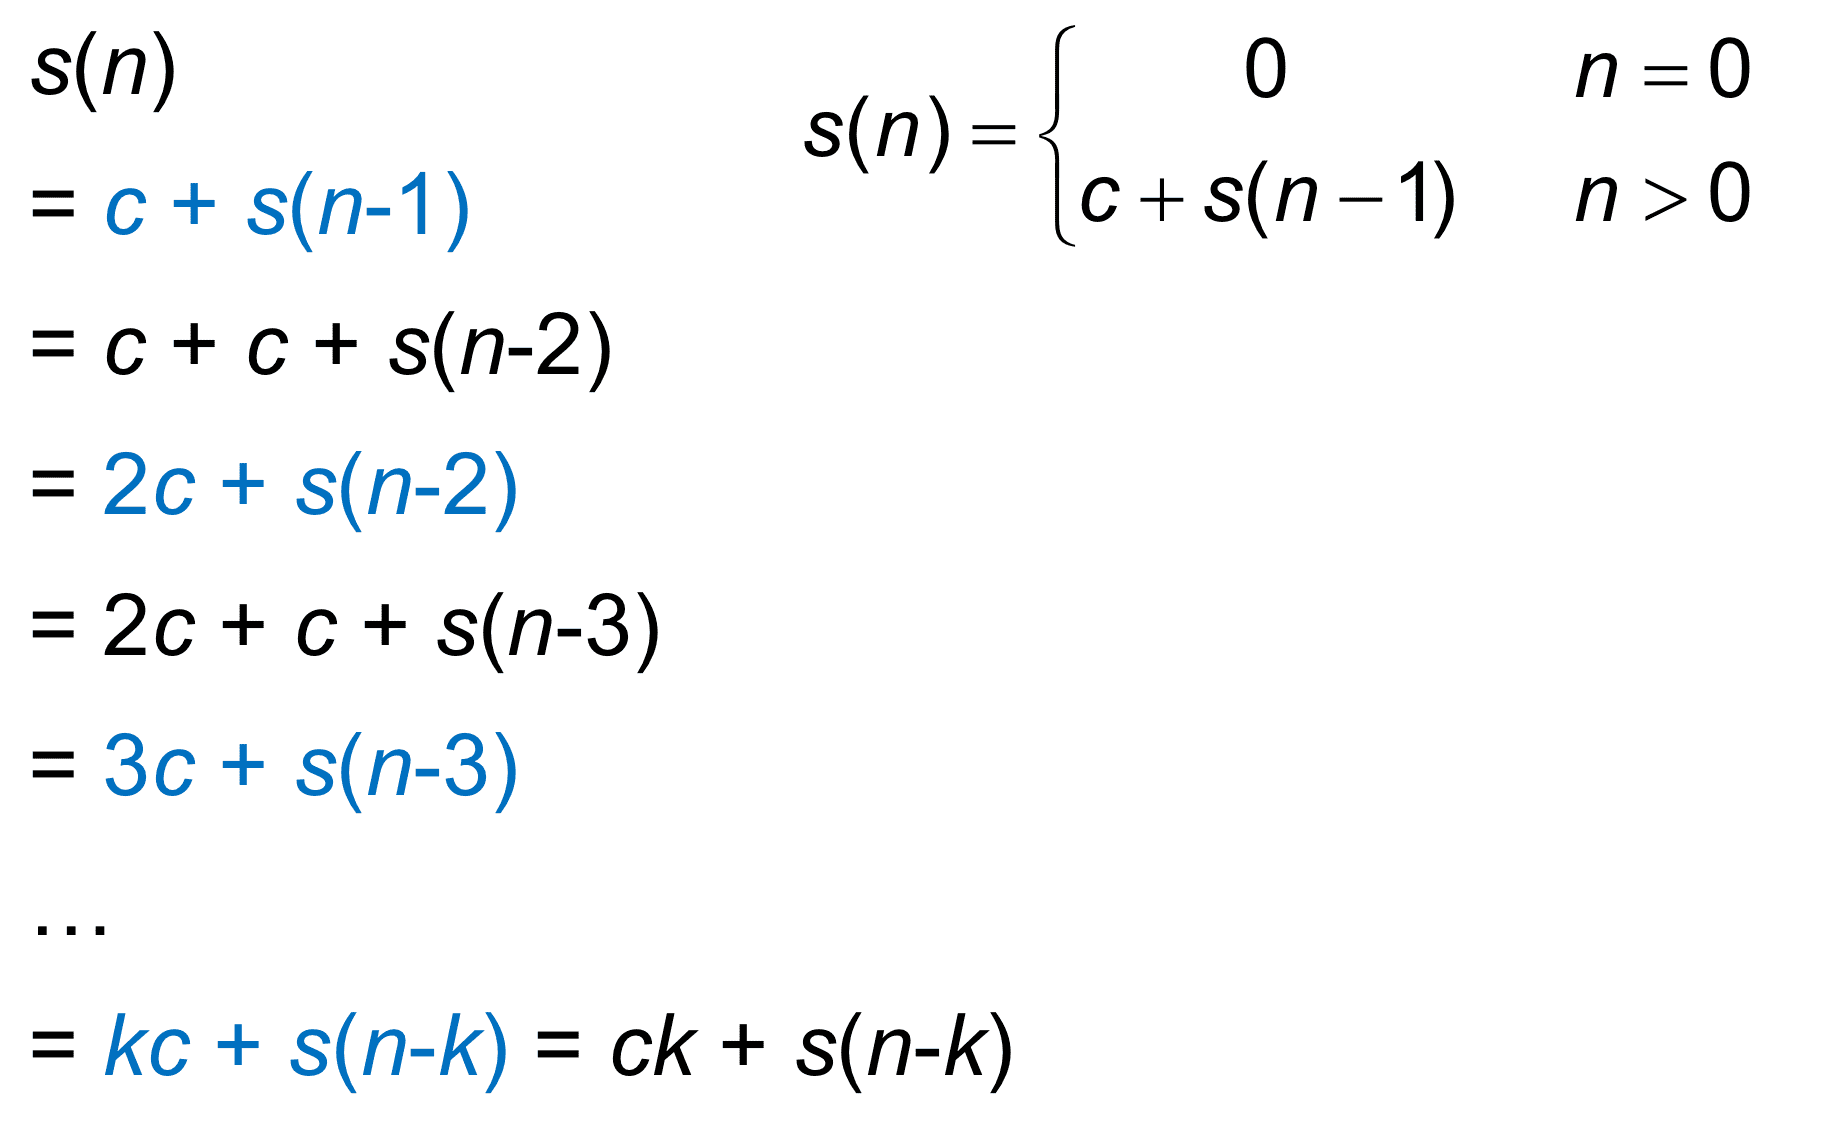 s(n)
= c + s(n-1)
= c + c + s(n-2)
= 2c + s(n-2)
= 2c + c + s(n-3)
= 3c + s(n-3)
…
= kc + s(n-k) = ck + s(n-k)
s(n) = { 0 n = 0
c + s(n − 1) n > 0